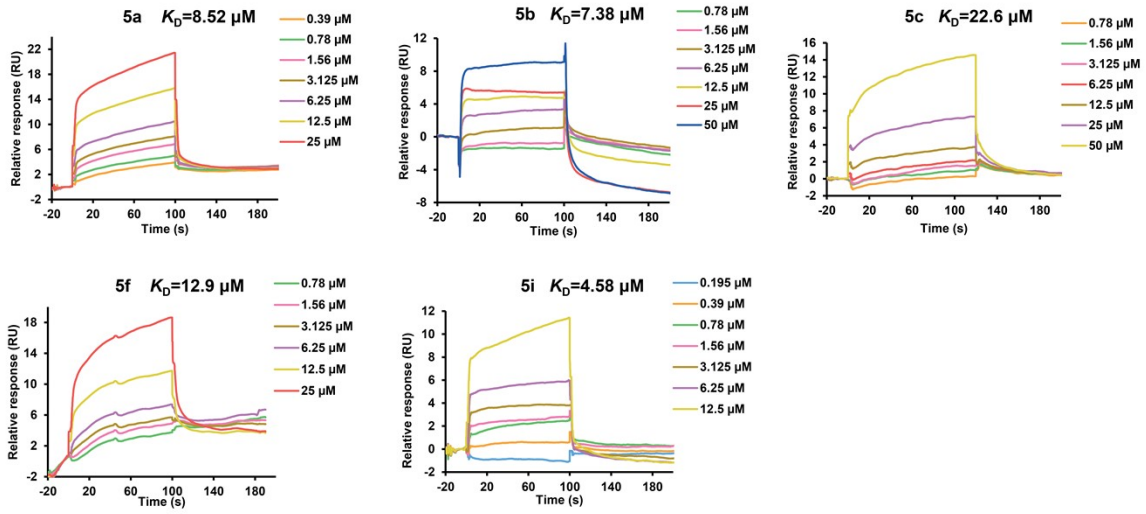 5a KD=8.52 µM
Relative response (RU)
22
18
14
10
6
2
-2
-20 20 60 100 140 180
Time (s)
0.39 µM
0.78 µM
1.56 µM
3.125 µM
6.25 µM
12.5 µM
25 µM
5b KD=7.38 µM
Relative response (RU)
12
8
4
0
-4
-8
-20 20 60 100 140 180
Time (s)
0.78 µM
1.56 µM
3.125 µM
6.25 µM
12.5 µM
25 µM
50 µM
5c KD=22.6 µM
Relative response (RU)
16
14
12
10
8
6
4
2
0
-2
-20 20 60 100 140 180
Time (s)
0.78 µM
1.56 µM
3.125 µM
6.25 µM
12.5 µM
25 µM
50 µM
5f KD=12.9 µM
Relative response (RU)
18
14
10
6
2
-2
-20 20 60 100 140 180
Time (s)
0.78 µM
1.56 µM
3.125 µM
6.25 µM
12.5 µM
25 µM
5i KD=4.58 µM
Relative response (RU)
12
10
8
6
4
2
0
-2
-20 20 60 100 140 180
Time (s)
0.195 µM
0.39 µM
0.78 µM
1.56 µM
3.125 µM
6.25 µM
12.5 µM